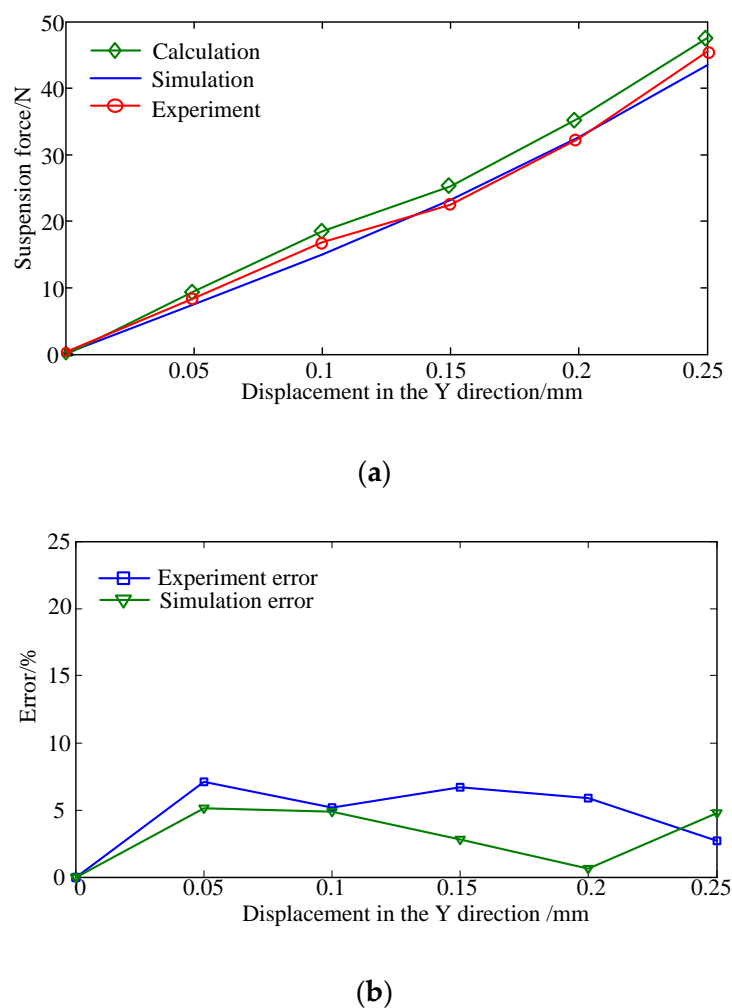 50
40
30
20
10
0
Suspension force/N
Calculation
Simulation
Experiment
0.05 0.1 0.15 0.2 0.25
Displacement in the Y direction/mm
(a)
25
20
15
10
5
0
Error/%
Experiment error
Simulation error
0 0.05 0.1 0.15 0.2 0.25
Displacement in the Y direction /mm
(b)